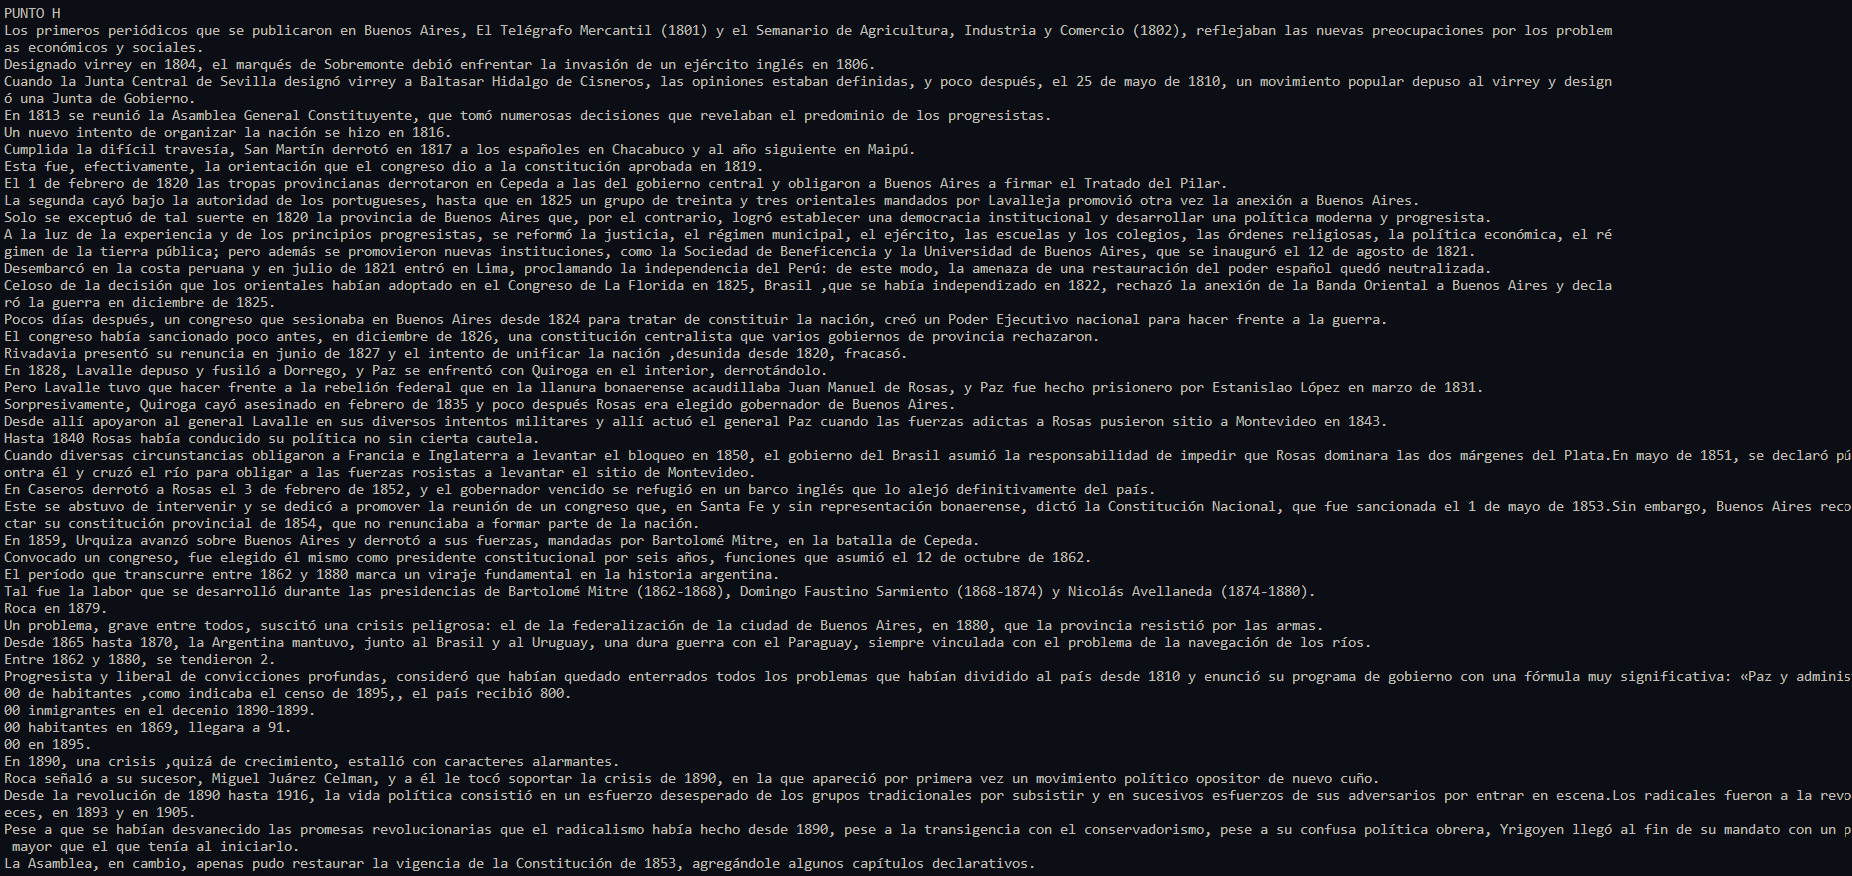 PUNTO H
Los primeros periódicos que se publicaron en Buenos Aires, El Telégrafo Mercantil (1801) y el Semanario de Agricultura, Industria y Comercio (1802), reflejaban las nuevas preocupaciones por los problem
as económicos y sociales.
Designado virrey en 1804, el marqués de Sobremonte debió enfrentar la invasión de un ejército inglés en 1806.
Cuando la Junta Central de Sevilla designó virrey a Baltasar Hidalgo de Cisneros, las opiniones estaban definidas, y poco después, el 25 de mayo de 1810, un movimiento popular depuso al virrey y design
ó una Junta de Gobierno.
En 1813 se reunió la Asamblea General Constituyente, que tomó numerosas decisiones que revelaban el predominio de los progresistas.
Un nuevo intento de organizar la nación se hizo en 1816.
Cumplida la difícil travesía, San Martín derrotó en 1817 a los españoles en Chacabuco y al año siguiente en Maipú.
Esta fue, efectivamente, la orientación que el congreso dio a la constitución aprobada en 1819.
El 1 de febrero de 1820 las tropas provincianas derrotaron en Cepeda a las del gobierno central y obligaron a Buenos Aires a firmar el Tratado del Pilar.
La segunda cayó bajo la autoridad de los portugueses, hasta que en 1825 un grupo de treinta y tres orientales mandados por Lavalleja promovió otra vez la anexión a Buenos Aires.
Solo se exceptuó de tal suerte en 1820 la provincia de Buenos Aires que, por el contrario, logró establecer una democracia institucional y desarrollar una política moderna y progresista.
A la luz de la experiencia y de los principios progresistas, se reformó la justicia, el régimen municipal, el ejército, las escuelas y los colegios, las órdenes religiosas, la política económica, el ré
gimen de la tierra pública; pero además se promovieron nuevas instituciones, como la Sociedad de Beneficencia y la Universidad de Buenos Aires, que se inauguró el 12 de agosto de 1821.
Desembarcó en la costa peruana y en julio de 1821 entró en Lima, proclamando la independencia del Perú: de este modo, la amenaza de una restauración del poder español quedó neutralizada.
Celoso de la decisión que los orientales habían adoptado en el Congreso de La Florida en 1825, Brasil ,que se había independizado en 1822, rechazó la anexión de la Banda Oriental a Buenos Aires y decla
ró la guerra en diciembre de 1825.
Pocos días después, un congreso que sesionaba en Buenos Aires desde 1824 para tratar de constituir la nación, creó un Poder Ejecutivo nacional para hacer frente a la guerra.
El congreso había sancionado poco antes, en diciembre de 1826, una constitución centralista que varios gobiernos de provincia rechazaron.
Rivadavia presentó su renuncia en junio de 1827 y el intento de unificar la nación ,desunida desde 1820, fracasó.
En 1828, Lavalle depuso y fusiló a Dorrego, y Paz se enfrentó con Quiroga en el interior, derrotándolo.
Pero Lavalle tuvo que hacer frente a la rebelión federal que en la llanura bonaerense acaudillaba Juan Manuel de Rosas, y Paz fue hecho prisionero por Estanislao López en marzo de 1831.
Sorpresivamente, Quiroga cayó asesinado en febrero de 1835 y poco después Rosas era elegido gobernador de Buenos Aires.
Desde allí apoyaron al general Lavalle en sus diversos intentos militares y allí actuó el general Paz cuando las fuerzas adictas a Rosas pusieron sitio a Montevideo en 1843.
Hasta 1840 Rosas había conducido su política no sin cierta cautela.
Cuando diversas circunstancias obligaron a Francia e Inglaterra a levantar el bloqueo en 1850, el gobierno del Brasil asumió la responsabilidad de impedir que Rosas dominara las dos márgenes del Plata.En mayo de 1851, se declaró pú
ontra él y cruzó el río para obligar a las fuerzas rosistas a levantar el sitio de Montevideo.
En Caseros derrotó a Rosas el 3 de febrero de 1852, y el gobernador vencido se refugió en un barco inglés que lo alejó definitivamente del país.
Este se abstuvo de intervenir y se dedicó a promover la reunión de un congreso que, en Santa Fe y sin representación bonaerense, dictó la Constitución Nacional, que fue sancionada el 1 de mayo de 1853.Sin embargo, Buenos Aires reco
ctar su constitución provincial de 1854, que no renunciaba a formar parte de la nación.
En 1859, Urquiza avanzó sobre Buenos Aires y derrotó a sus fuerzas, mandadas por Bartolomé Mitre, en la batalla de Cepeda.
Convocado un congreso, fue elegido él mismo como presidente constitucional por seis años, funciones que asumió el 12 de octubre de 1862.
El período que transcurre entre 1862 y 1880 marca un viraje fundamental en la historia argentina.
Tal fue la labor que se desarrolló durante las presidencias de Bartolomé Mitre (1862-1868), Domingo Faustino Sarmiento (1868-1874) y Nicolás Avellaneda (1874-1880).
Roca en 1879.
Un problema, grave entre todos, suscitó una crisis peligrosa: el de la federalización de la ciudad de Buenos Aires, en 1880, que la provincia resistió por las armas.
Desde 1865 hasta 1870, la Argentina mantuvo, junto al Brasil y al Uruguay, una dura guerra con el Paraguay, siempre vinculada con el problema de la navegación de los ríos.
Entre 1862 y 1880, se tendieron 2.
Progresista y liberal de convicciones profundas, consideró que habían quedado enterrados todos los problemas que habían dividido al país desde 1810 y enunció su programa de gobierno con una fórmula muy significativa: «Paz y adminis
00 de habitantes ,como indicaba el censo de 1895,, el país recibió 800.
00 inmigrantes en el decenio 1890-1899.
00 habitantes en 1869, llegara a 91.
00 en 1895.
En 1890, una crisis ,quizá de crecimiento, estalló con caracteres alarmantes.
Roca señaló a su sucesor, Miguel Juárez Celman, y a él le tocó soportar la crisis de 1890, en la que apareció por primera vez un movimiento político opositor de nuevo cuño.
Desde la revolución de 1890 hasta 1916, la vida política consistió en un esfuerzo desesperado de los grupos tradicionales por subsistir y en sucesivos esfuerzos de sus adversarios por entrar en escena.Los radicales fueron a la revo
eces, en 1893 y en 1905.
Pese a que se habían desvanecido las promesas revolucionarias que el radicalismo había hecho desde 1890, pese a la transigencia con el conservadorismo, pese a su confusa política obrera, Yrigoyen llegó al fin de su mandato con un p
mayor que el que tenía al iniciarlo.
La Asamblea, en cambio, apenas pudo restaurar la vigencia de la Constitución de 1853, agregándole algunos capítulos declarativos.